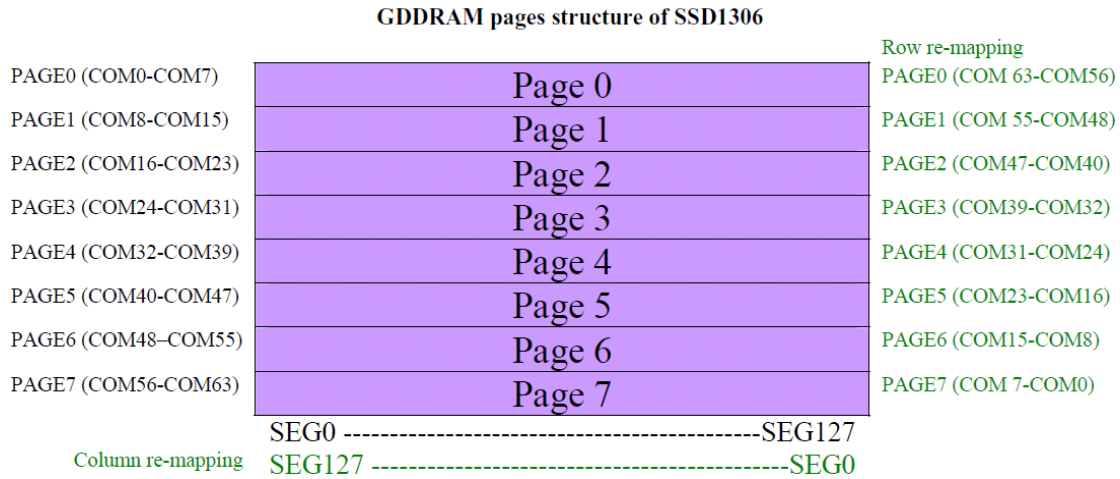 GDDRAM pages structure of SSD1306
Row re-mapping
PAGE0 (COM0-COM7) Page 0 PAGE0 (COM 63-COM56)
PAGE1 (COM8-COM15) Page 1 PAGE1 (COM 55-COM48)
PAGE2 (COM16-COM23) Page 2 PAGE2 (COM47-COM40)
PAGE3 (COM24-COM31) Page 3 PAGE3 (COM39-COM32)
PAGE4 (COM32-COM39) Page 4 PAGE4 (COM31-COM24)
PAGE5 (COM40-COM47) Page 5 PAGE5 (COM23-COM16)
PAGE6 (COM48–COM55) Page 6 PAGE6 (COM15-COM8)
PAGE7 (COM56-COM63) Page 7 PAGE7 (COM 7-COM0)
SEG0 ----------------------------------------------SEG127
Column re-mapping SEG127 ----------------------------------------------SEG0